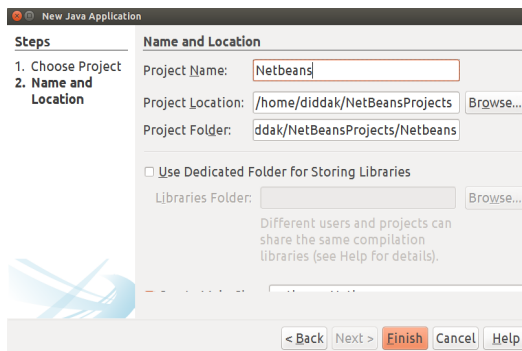 New Java Application
Steps
1. Choose Project
2. Name and
Location
Name and Location
Project Name: Netbeans
Project Location: /home/diddak/NetBeansProjects Browse...
Project Folder: ddak/NetBeansProjects/Netbeans
Use Dedicated Folder for Storing Libraries
Libraries Folder: Browse...
Different users and projects can
share the same compilation
libraries (see Help for details).
< Back Next > Finish Cancel Help